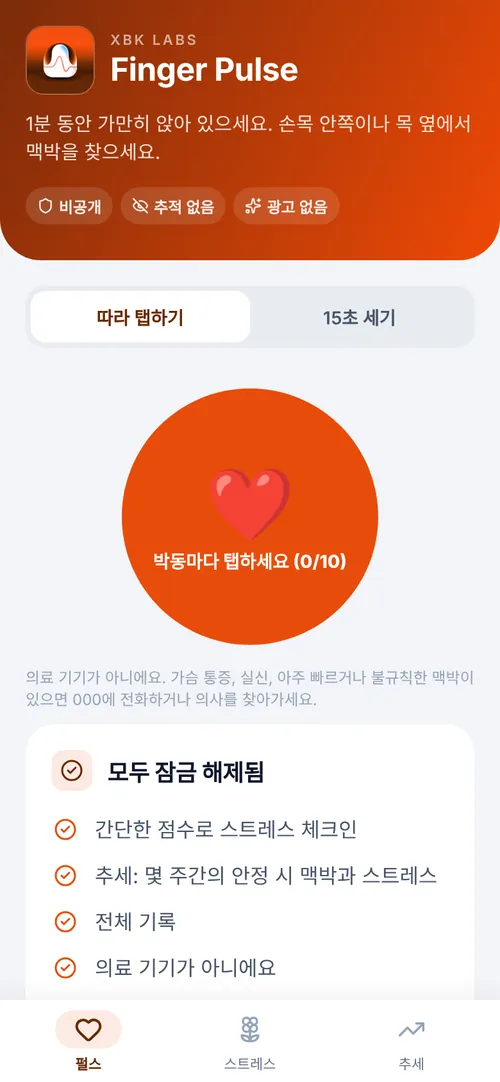 XBK LABS
Finger Pulse
1분 동안 가만히 앉아 있으세요. 손목 안쪽이나 목 옆에서
맥박을 찾으세요.
비공개
추적 없음
광고 없음
따라 탭하기
15초 세기
박동마다 탭하세요 (0/10)
의료 기기가 아니에요. 가슴 통증, 실신, 아주 빠르거나 불규칙한 맥박이
있으면 000에 전화하거나 의사를 찾아가세요.
모두 잠금 해제됨
간단한 점수로 스트레스 체크인
추세: 몇 주간의 안정 시 맥박과 스트레스
전체 기록
의료 기기가 아니에요
펄스
스트레스
추세